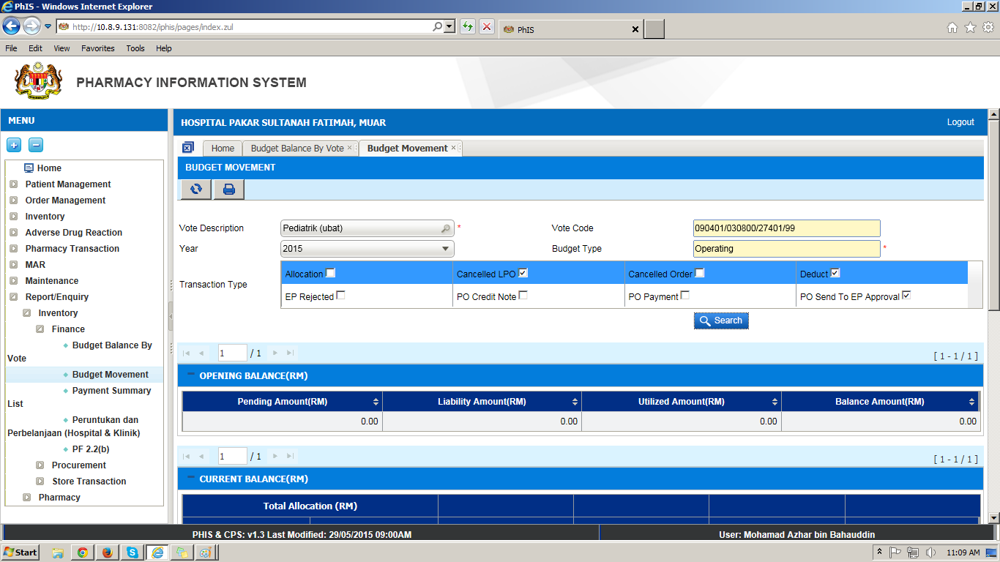 PhIS - Windows Internet Explorer
http://10.8.9.131:8082/iphis/pages/index.zul
PhIS
File Edit View Favorites Tools Help
PHARMACY INFORMATION SYSTEM
MENU
HOSPITAL PAKAR SULTANAH FATIMAH, MUAR
Logout
Home
Patient Management
Order Management
Inventory
Adverse Drug Reaction
Pharmacy Transaction
MAR
Maintenance
Report/Enquiry
Inventory
Finance
Budget Balance By
Vote
Budget Movement
Payment Summary
List
Peruntukan dan
Perbelanjaan (Hospital & Klinik)
PF 2.2(b)
Procurement
Store Transaction
Pharmacy
Home Budget Balance By Vote Budget Movement
BUDGET MOVEMENT
Vote Description Pediatrik (ubat) * Vote Code 090401/030800/27401/99
Year 2015 Budget Type Operating *
Transaction Type
Allocation Cancelled LPO Cancelled Order Deduct
EP Rejected PO Credit Note PO Payment PO Send To EP Approval
Search
1 / 1 [ 1 - 1 / 1 ]
OPENING BALANCE(RM)
Pending Amount(RM) Liability Amount(RM) Utilized Amount(RM) Balance Amount(RM)
0.00 0.00 0.00 0.00
1 / 1 [ 1 - 1 / 1 ]
CURRENT BALANCE(RM)
Total Allocation (RM)
PHIS & CPS: v1.3 Last Modified: 29/05/2015 09:00AM User: Mohamad Azhar bin Bahauddin
Start 11:09 AM